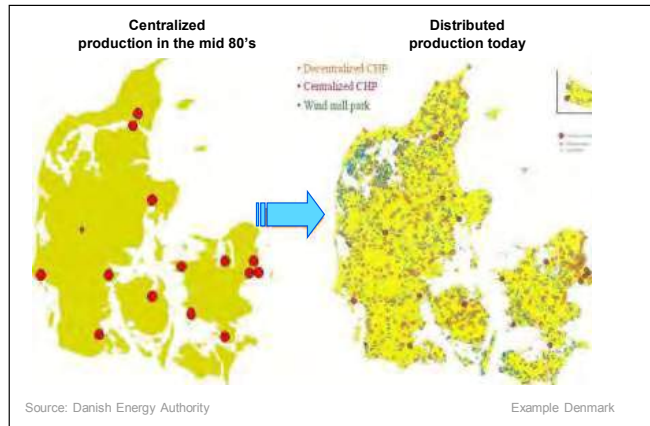 Centralized
production in the mid 80's
Distributed
production today
• Decentralized CHP
• Centralized CHP
• Wind mill park
Source: Danish Energy Authority
Example Denmark